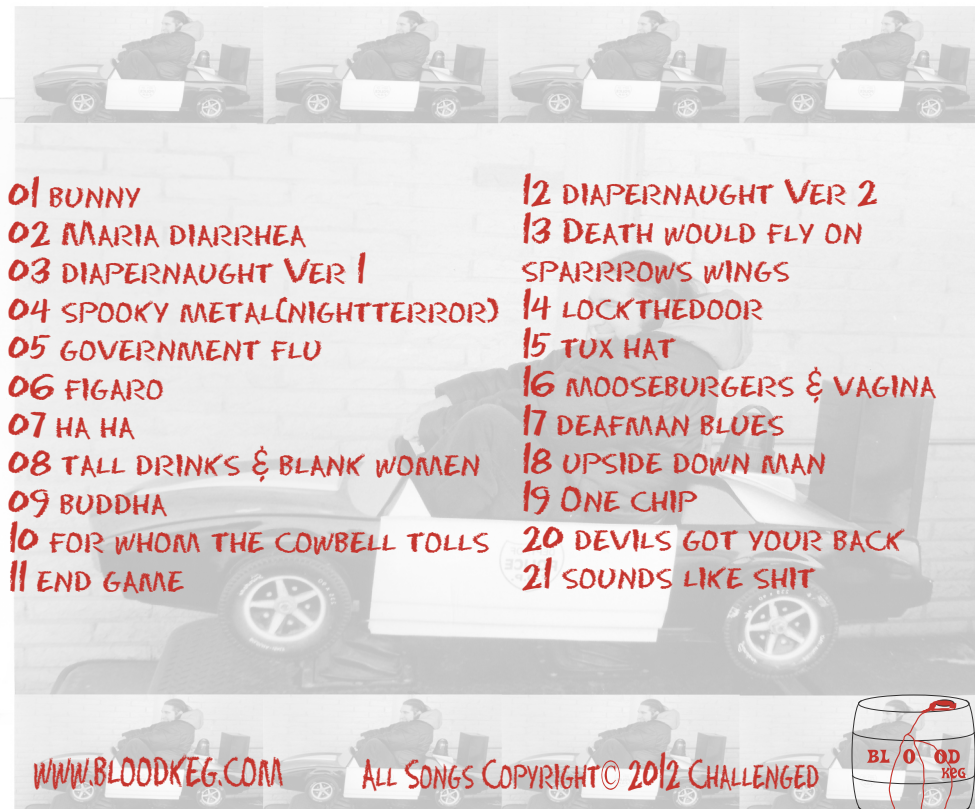 01 BUNNY
02 MARIA DIARRHEA
03 DIAPERNAUGHT VER 1
04 SPOOKY METAL(NIGHTTERROR)
05 GOVERNMENT FLU
06 FIGARO
07 HA HA
08 TALL DRINKS & BLANK WOMEN
09 BUDDHA
10 FOR WHOM THE COWBELL TOLLS
11 END GAME
12 DIAPERNAUGHT VER 2
13 DEATH WOULD FLY ON
SPARRROWS WINGS
14 LOCKTHEDOOR
15 TUX HAT
16 MOOSEBURGERS & VAGINA
17 DEAFMAN BLUES
18 UPSIDE DOWN MAN
19 ONE CHIP
20 DEVILS GOT YOUR BACK
21 SOUNDS LIKE SHIT
WWW.BLOODKEG.COM
ALL SONGS COPYRIGHT© 2012 CHALLENGED
BLOOD
KEG